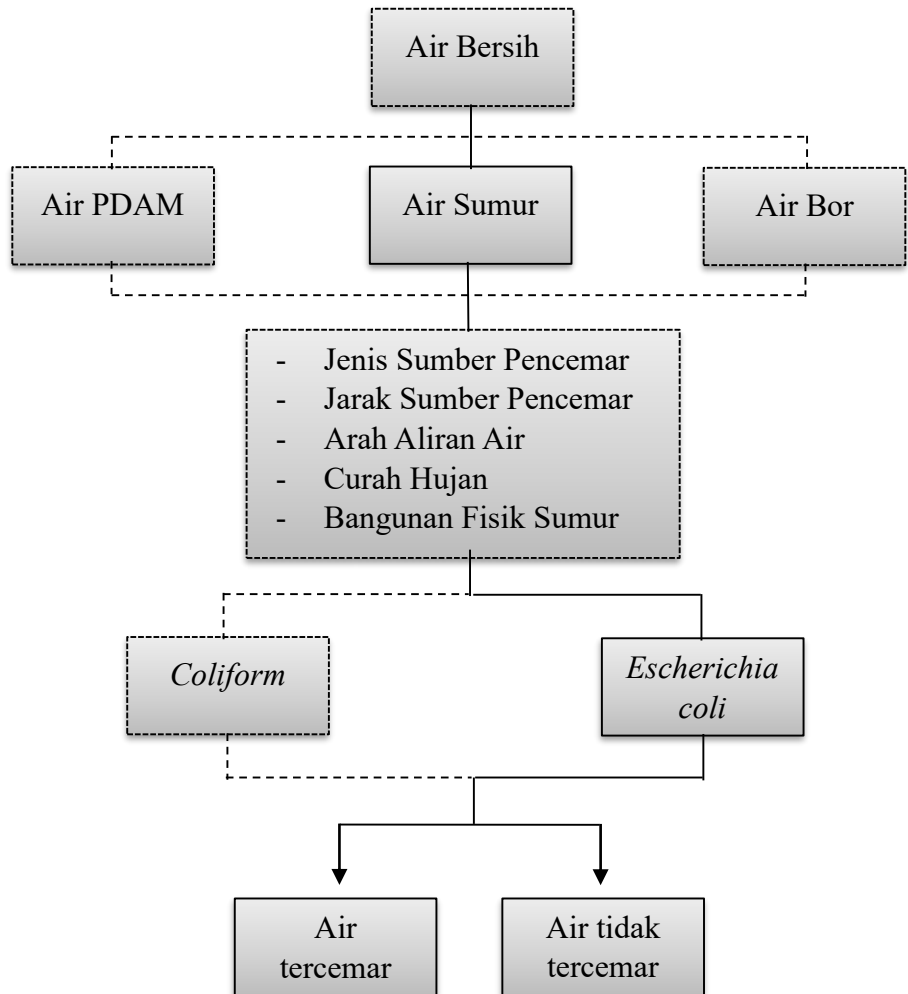 Air Bersih
Air PDAM
Air Sumur
Air Bor
- Jenis Sumber Pencemar
- Jarak Sumber Pencemar
- Arah Aliran Air
- Curah Hujan
- Bangunan Fisik Sumur
Coliform
Escherichia
coli
Air
tercemar
Air tidak
tercemar